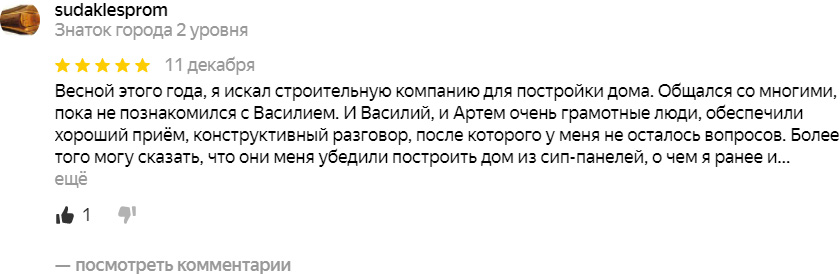 sudaklesprom
Знаток города 2 уровня
11 декабря
Весной этого года, я искал строительную компанию для постройки дома. Общался со многими,
пока не познакомился с Василием. И Василий, и Артем очень грамотные люди, обеспечили
хороший приём, конструктивный разговор, после которого у меня не осталось вопросов. Более
того могу сказать, что они меня убедили построить дом из сип-панелей, о чем я ранее и...
ещё
1
— посмотреть комментарии